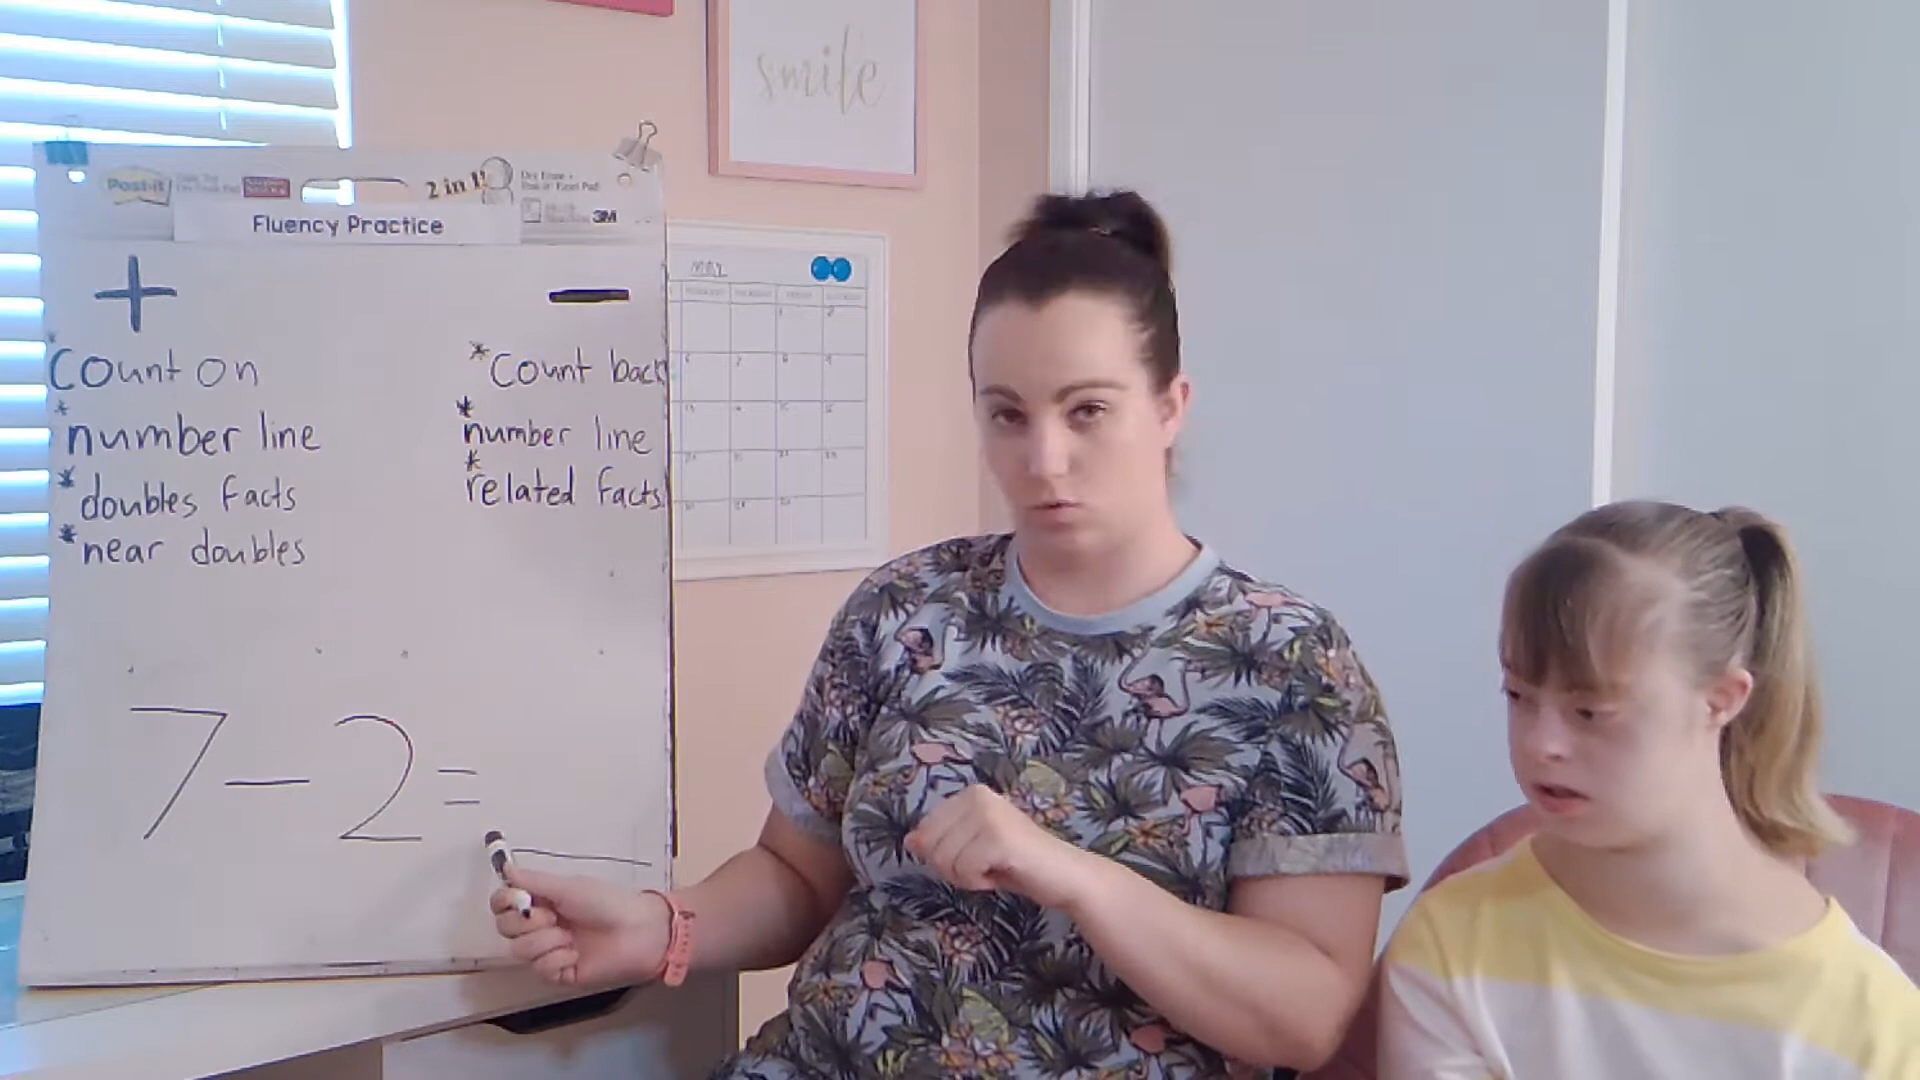 smile
Post-it
2 in 1!
3M
Fluency Practice
+
*count on
*number line
*doubles facts
*near doubles
−
*Count back
*number line
*related facts
7 − 2 = __